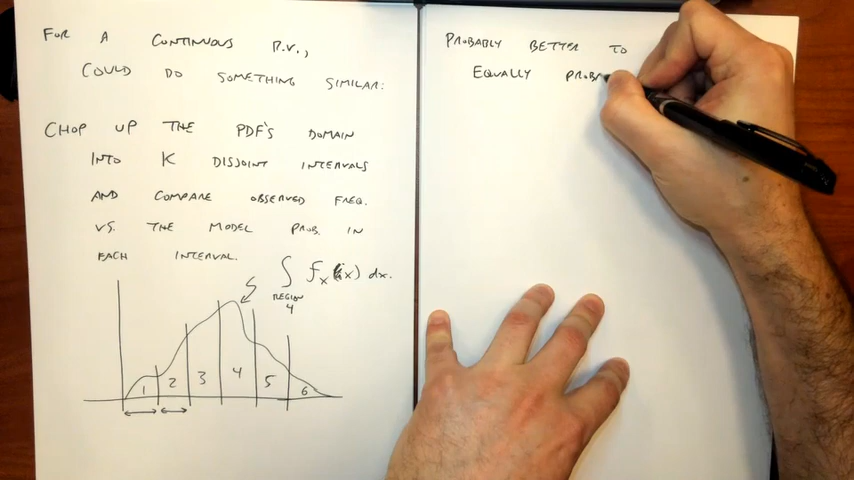 FOR A CONTINUOUS R.V.,
COULD DO SOMETHING SIMILAR:
CHOP UP THE PDF'S DOMAIN
INTO K DISJOINT INTERVALS
AND COMPARE OBSERVED FREQ.
VS. THE MODEL PROB. IN
EACH INTERVAL.
∫ fx(x) dx.
REGION
4
1 2 3 4 5 6
PROBABLY BETTER TO
EQUALLY PROBA